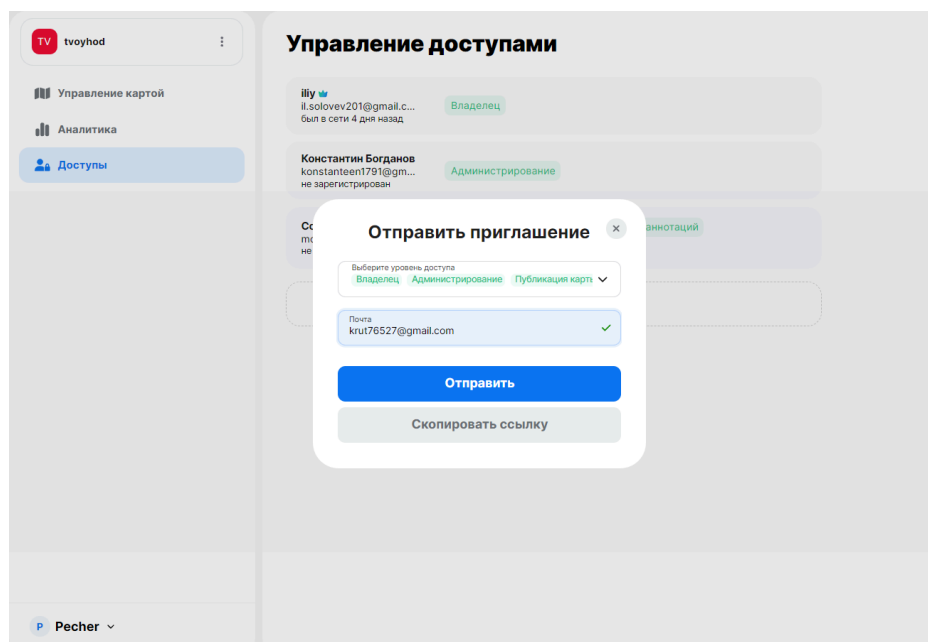 TV tvoyhod
Управление картой
Аналитика
Доступы
Управление доступами
iliy
il.solovev201@gmail.c...
был в сети 4 дня назад
Владелец
Константин Богданов
konstanteen1791@gm...
не зарегистрирован
Администрирование
аннотаций
Отправить приглашение
Выберите уровень доступа
Владелец Администрирование Публикация карты
Почта
krut76527@gmail.com
Отправить
Скопировать ссылку
P Pecher